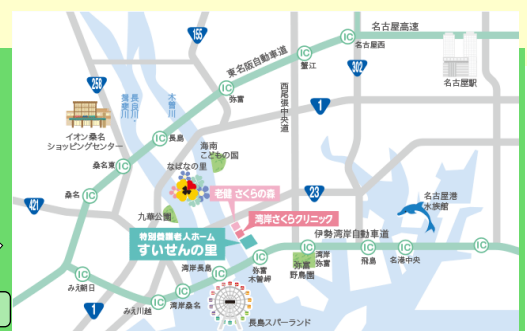 155
名古屋高速
IC
名古屋西
東名阪自動車道
IC
蟹江
302
名古屋駅
258
揖斐川
長良川
木曽川
IC
弥富
西尾張中央道
1
イオン桑名
ショッピングセンター
IC
長島
海南
こどもの国
桑名東
IC
なばなの里
421
桑名
IC
老健 さくらの森
23
名古屋港
水族館
九華公園
湾岸さくらクリニック
特別養護老人ホーム
すいせんの里
伊勢湾岸自動車道
IC
湾岸
弥富
IC
飛島
IC
名港中央
IC
IC
弥富
木曽岬
弥富
野鳥園
IC
湾岸長島
IC
みえ朝日
IC
湾岸桑名
IC
みえ川越
1
長島スパーランド